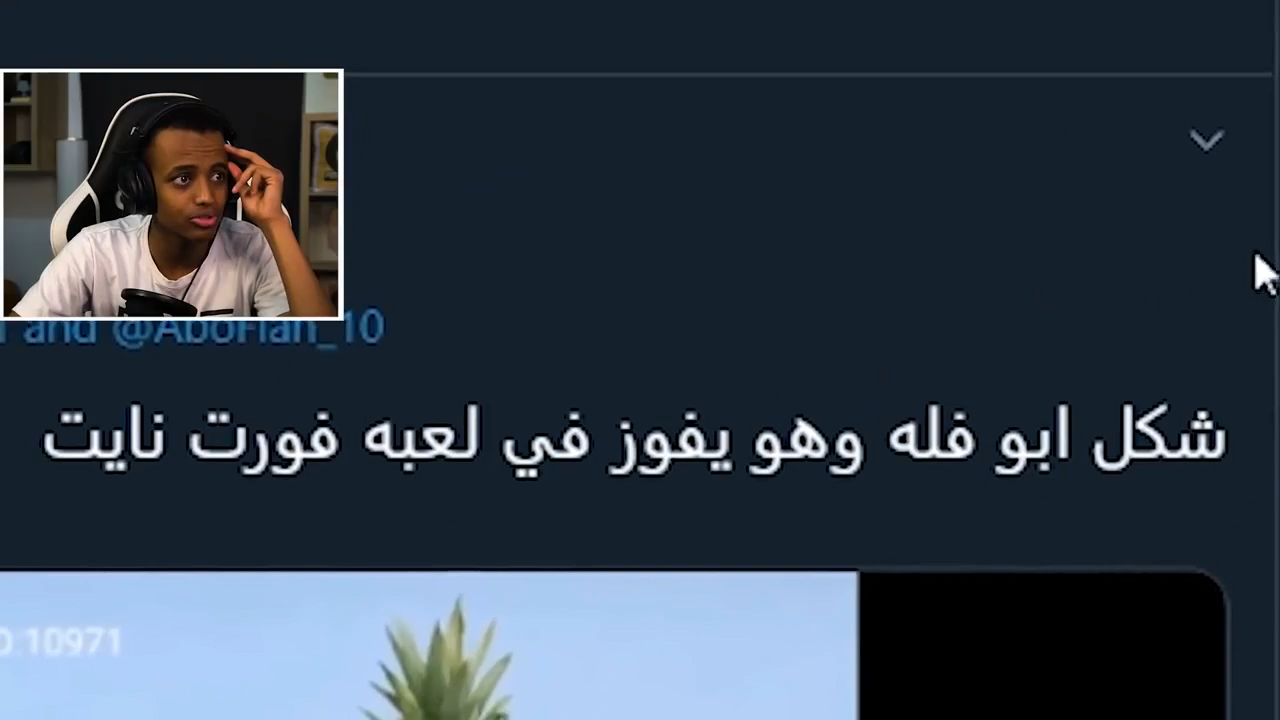 and @AboFlah_10
شكل ابو فله وهو يفوز في لعبه فورت نايت
:10971